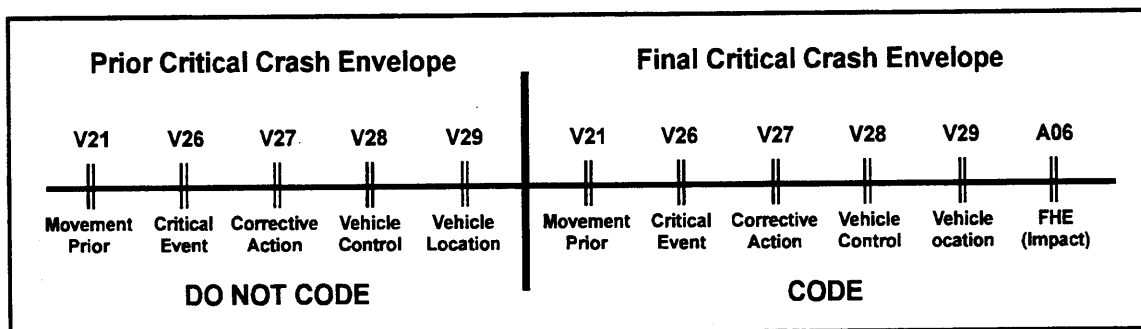 Prior Critical Crash Envelope
Final Critical Crash Envelope
V21 V26 V27 V28 V29
V21 V26 V27 V28 V29 A06
Movement Critical Corrective Vehicle Vehicle
Prior Event Action Control Location
Movement Critical Corrective Vehicle Vehicle FHE
Prior Event Action Control ocation (Impact)
DO NOT CODE
CODE